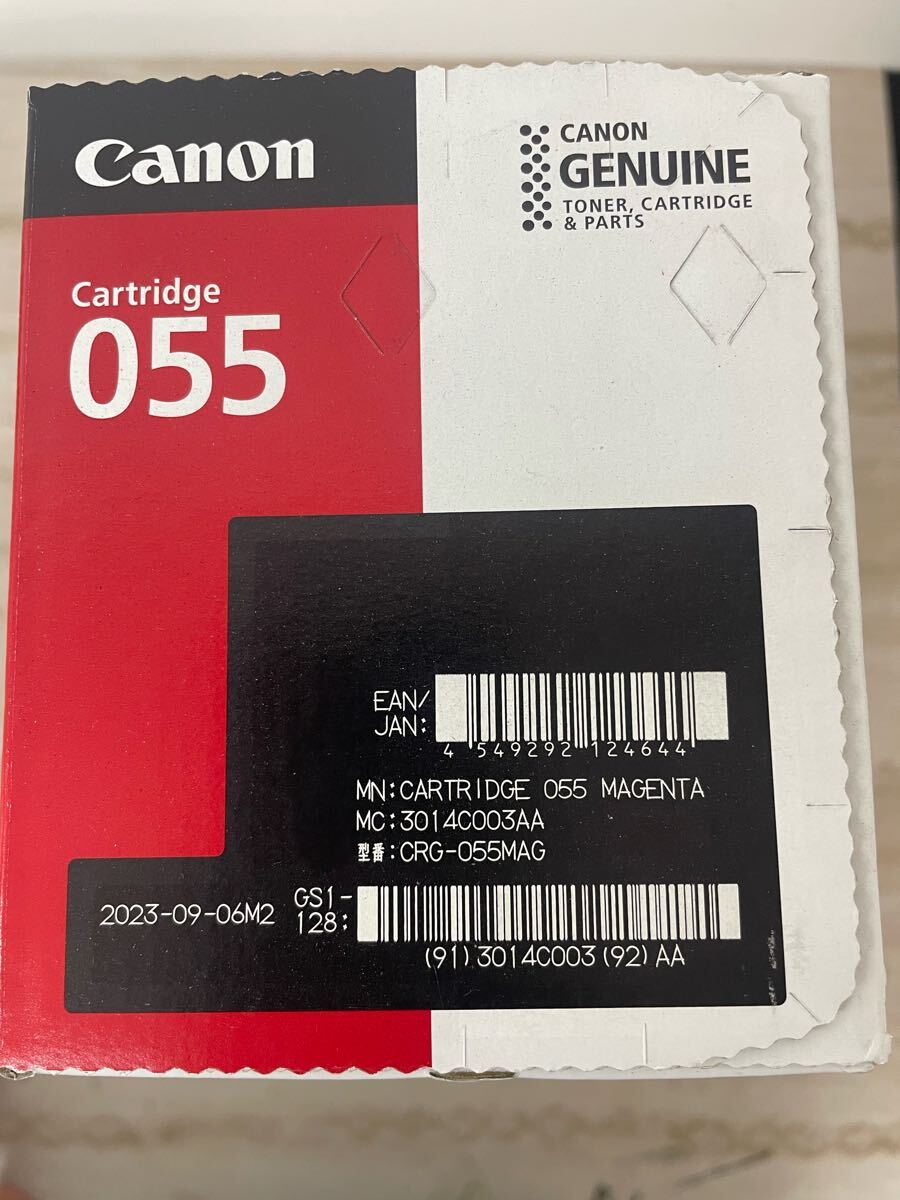 Canon
CANON
GENUINE
TONER, CARTRIDGE
& PARTS
Cartridge
055
EAN/
JAN:
4 549292 124644
MN:CARTRIDGE 055 MAGENTA
MC:3014C003AA
型番:CRG-055MAG
2023-09-06M2
GS1-
128:
(91)3014C003(92)AA